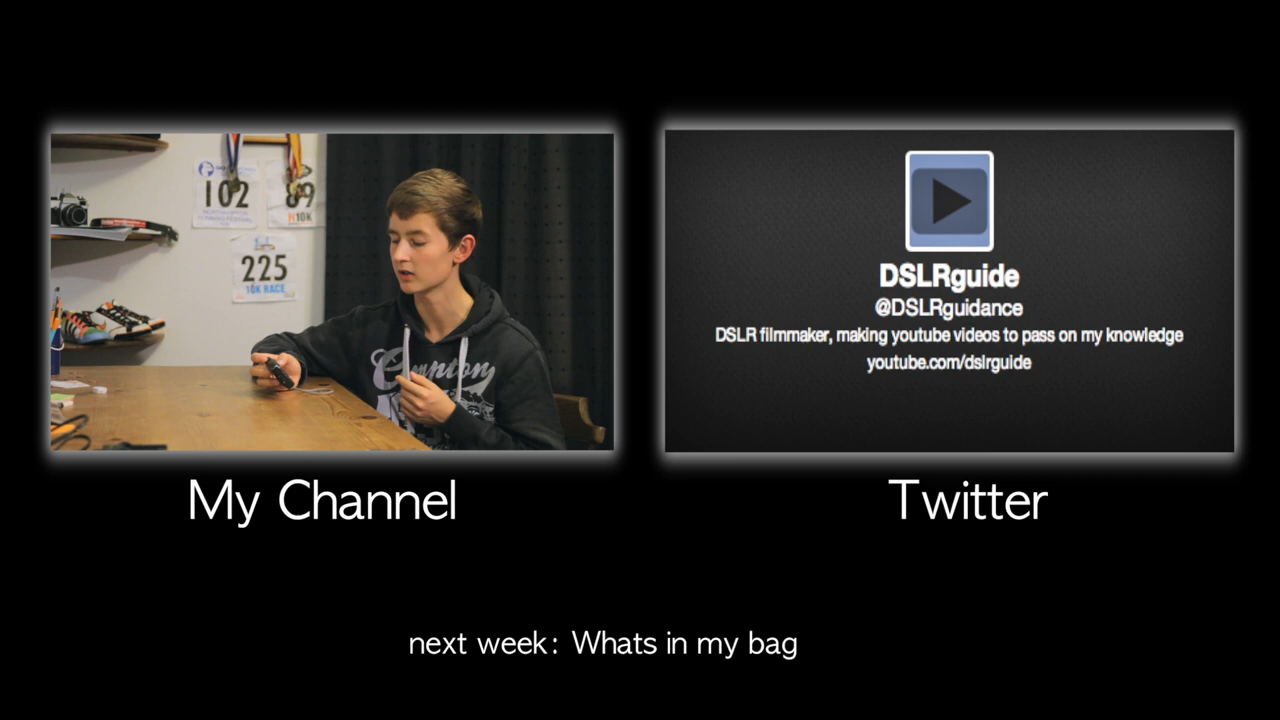 102
89
10K
225
10K RACE
DSLRguide
@DSLRguidance
DSLR filmmaker, making youtube videos to pass on my knowledge
youtube.com/dslrguide
My Channel
Twitter
next week: Whats in my bag